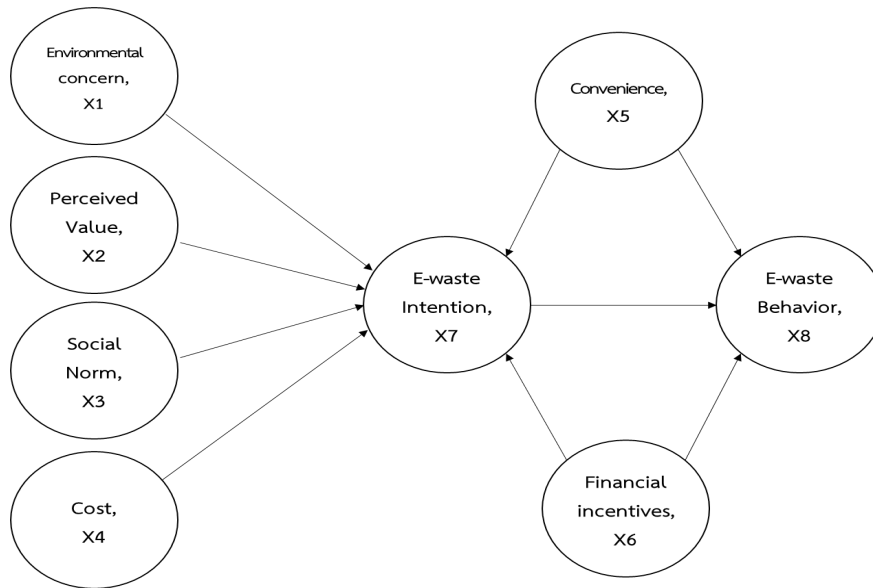 Environmental
concern,
X1
Perceived
Value,
X2
Social
Norm,
X3
Cost,
X4
E-waste
Intention,
X7
Convenience,
X5
Financial
incentives,
X6
E-waste
Behavior,
X8